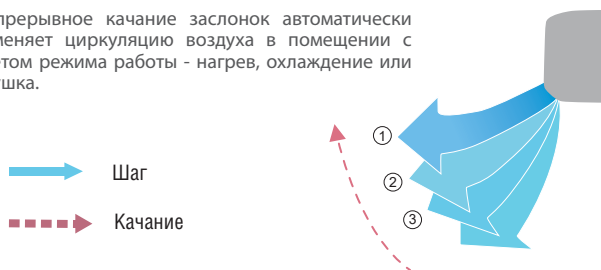 прерывное качание заслонок автоматически
меняет циркуляцию воздуха в помещении с
том режима работы - нагрев, охлаждение или
ушка.
1
2
Шаг
3
Качание